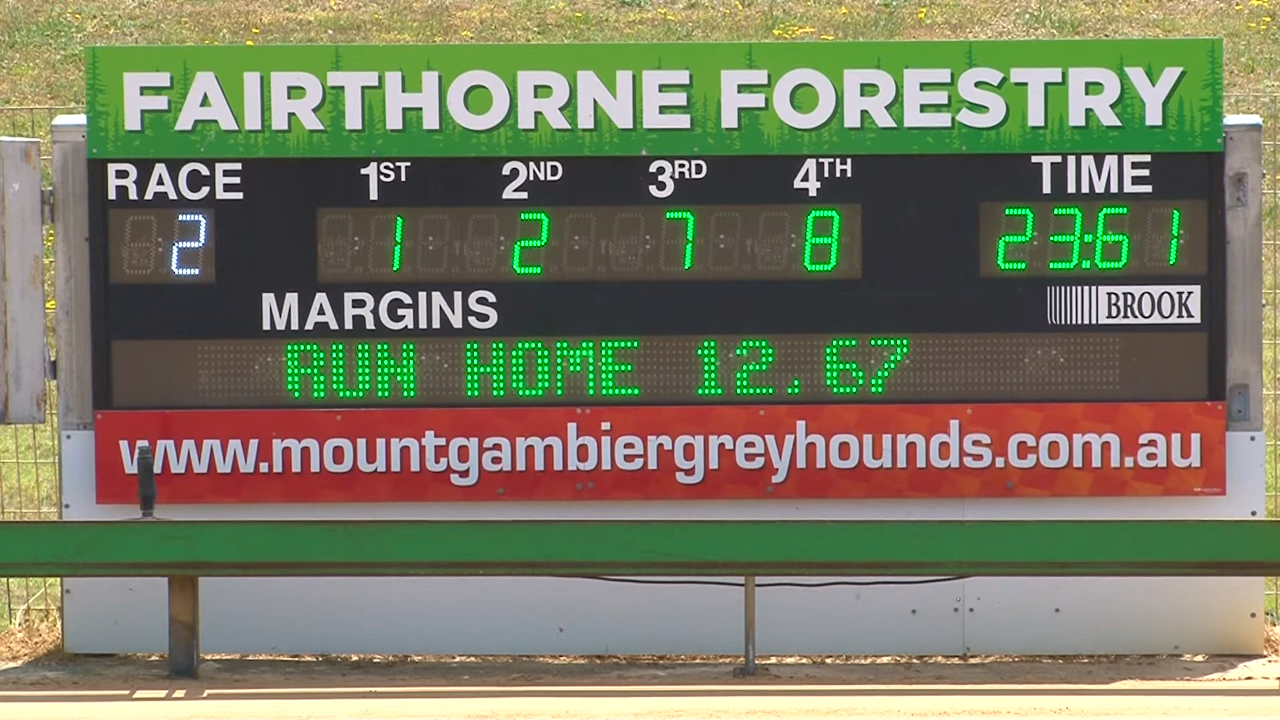 FAIRTHORNE FORESTRY
RACE 1ST 2ND 3RD 4TH TIME
2 1 2 7 8 23:61 1
MARGINS BROOK
RUN HOME 12.67
www.mountgambiergreyhounds.com.au